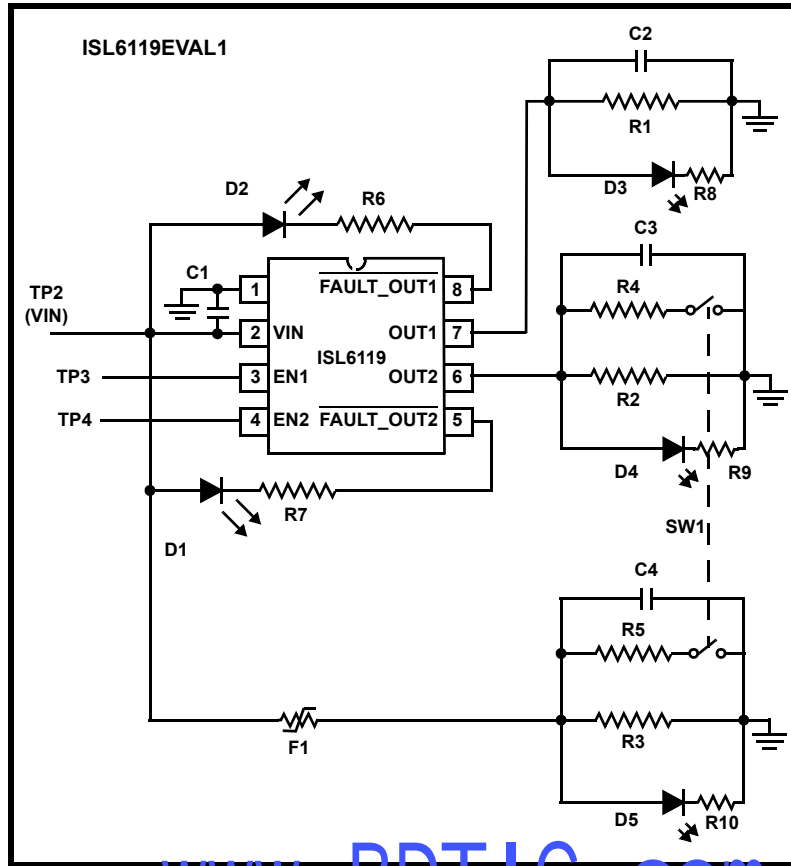 ISL6119EVAL1
C2
R1
D3
R8
D2
R6
C3
C1
TP2
(VIN)
1
FAULT_OUT1
8
R4
2
VIN
OUT1
7
ISL6119
TP3
3
EN1
OUT2
6
R2
TP4
4
EN2
FAULT_OUT2
5
D4
R9
R7
D1
SW1
C4
R5
F1
R3
D5
R10